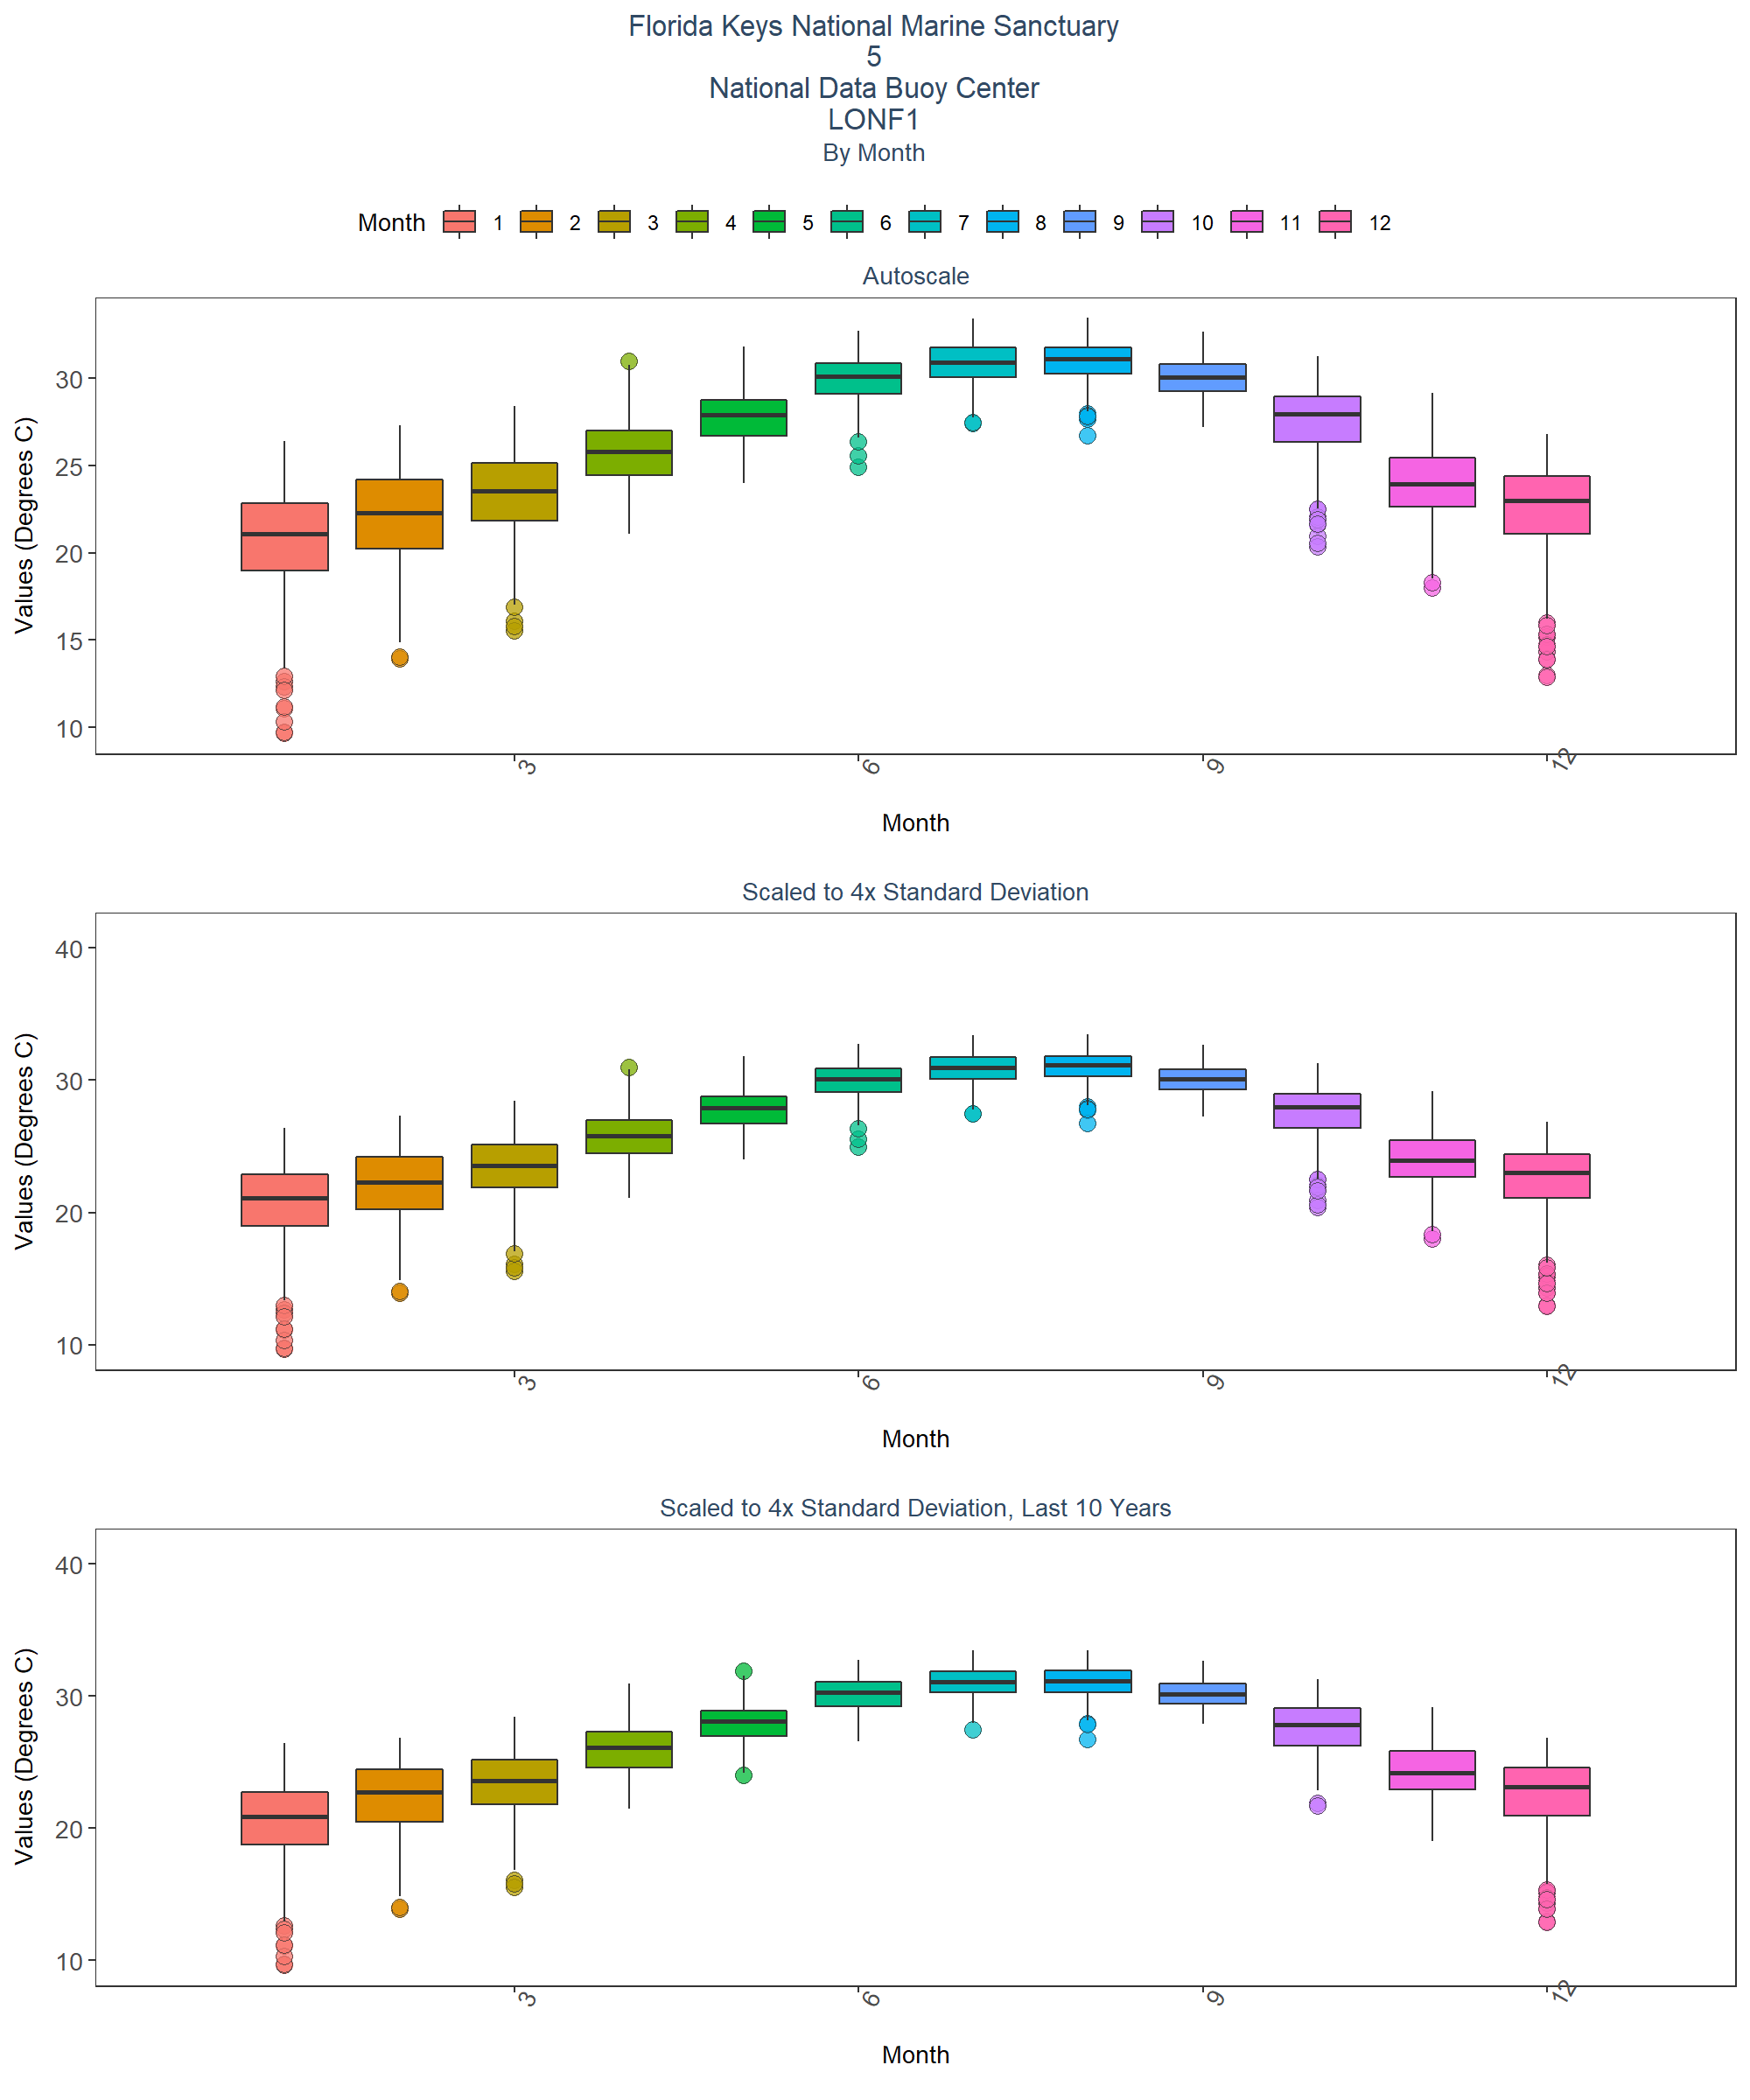 Florida Keys National Marine Sanctuary
5
National Data Buoy Center
LONF1
By Month
Month 1 2 3 4 5 6 7 8 9 10 11 12
Autoscale
Values (Degrees C)
30
25
20
15
10
3 6 9 12
Month
Scaled to 4x Standard Deviation
Values (Degrees C)
40
30
20
10
3 6 9 12
Month
Scaled to 4x Standard Deviation, Last 10 Years
Values (Degrees C)
40
30
20
10
3 6 9 12
Month